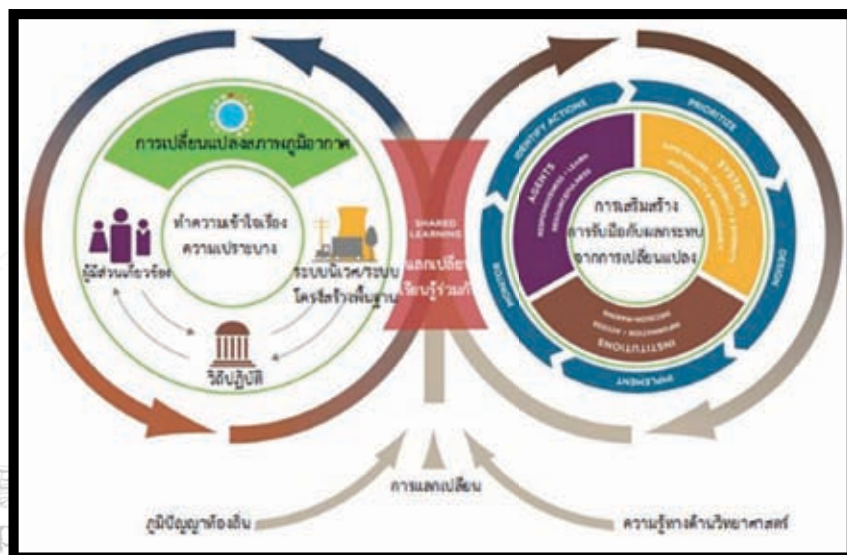 การเปลี่ยนแปลงสภาพภูมิอากาศ
ทำความเข้าใจเรื่อง
ความเปราะบาง
ผู้มีส่วนเกี่ยวข้อง
ระบบนิเวศ/ระบบ
โครงสร้างพื้นฐาน
วิถีปฏิบัติ
SHARED
LEARNING
แลกเปลี่ยน
เรียนรู้ร่วมกัน
IDENTIFY ACTIONS
PRIORITIZE
DESIGN
IMPLEMENT
MONITOR
AGENTS
RESPONSIVENESS • LEARN
RESOURCEFULNESS
SYSTEMS
INSTITUTIONS
INFORMATION • ACCESS
DECISION-MAKING
การเสริมสร้าง
การรับมือกับผลกระทบ
จากการเปลี่ยนแปลง
การแลกเปลี่ยน
ภูมิปัญญาท้องถิ่น
ความรู้ทางด้านวิทยาศาสตร์